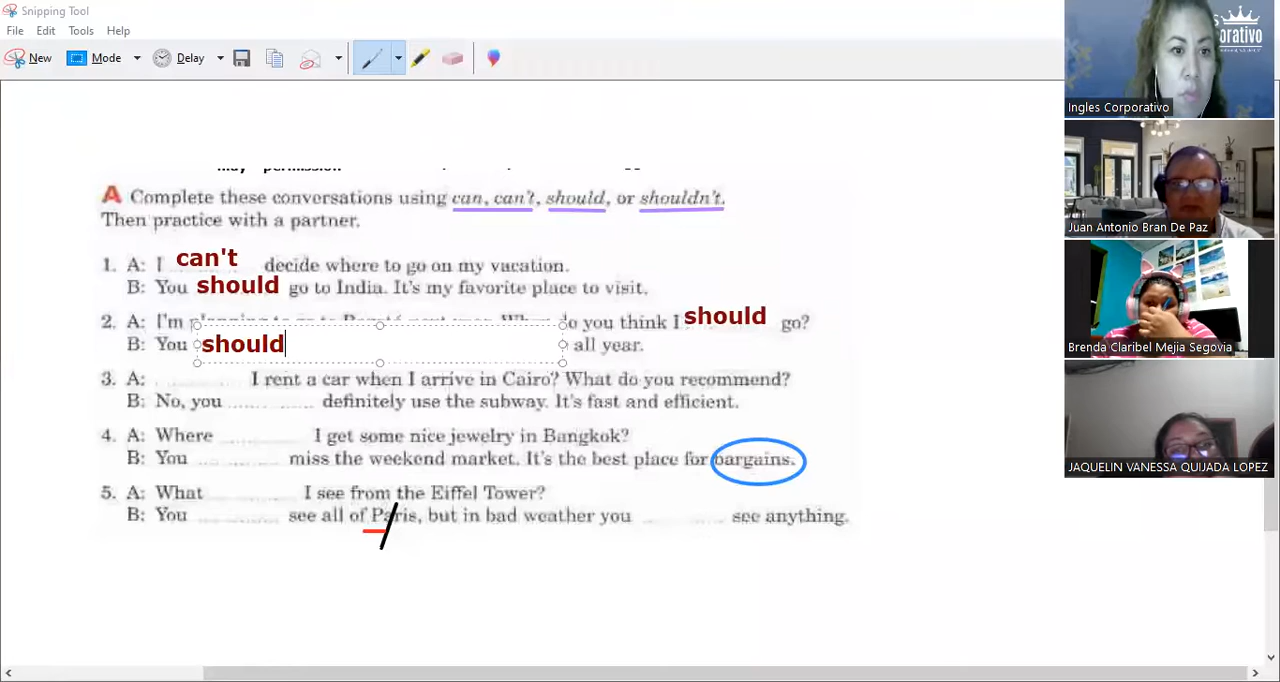 Snipping Tool
File Edit Tools Help
New Mode Delay
may permission
A Complete these conversations using can, can't, should, or shouldn't.
Then practice with a partner.
1. A: I can't decide where to go on my vacation.
B: You should go to India. It's my favorite place to visit.
2. A: I'm do you think I should go?
B: You should all year.
3. A: I rent a car when I arrive in Cairo? What do you recommend?
B: No, you definitely use the subway. It's fast and efficient.
4. A: Where I get some nice jewelry in Bangkok?
B: You miss the weekend market. It's the best place for bargains.
5. A: What I see from the Eiffel Tower?
B: You see all of Paris, but in bad weather you see anything.
orporativo
Ingles Corporativo
Juan Antonio Bran De Paz
Brenda Claribel Mejia Segovia
JAQUELIN VANESSA QUIJADA LOPEZ